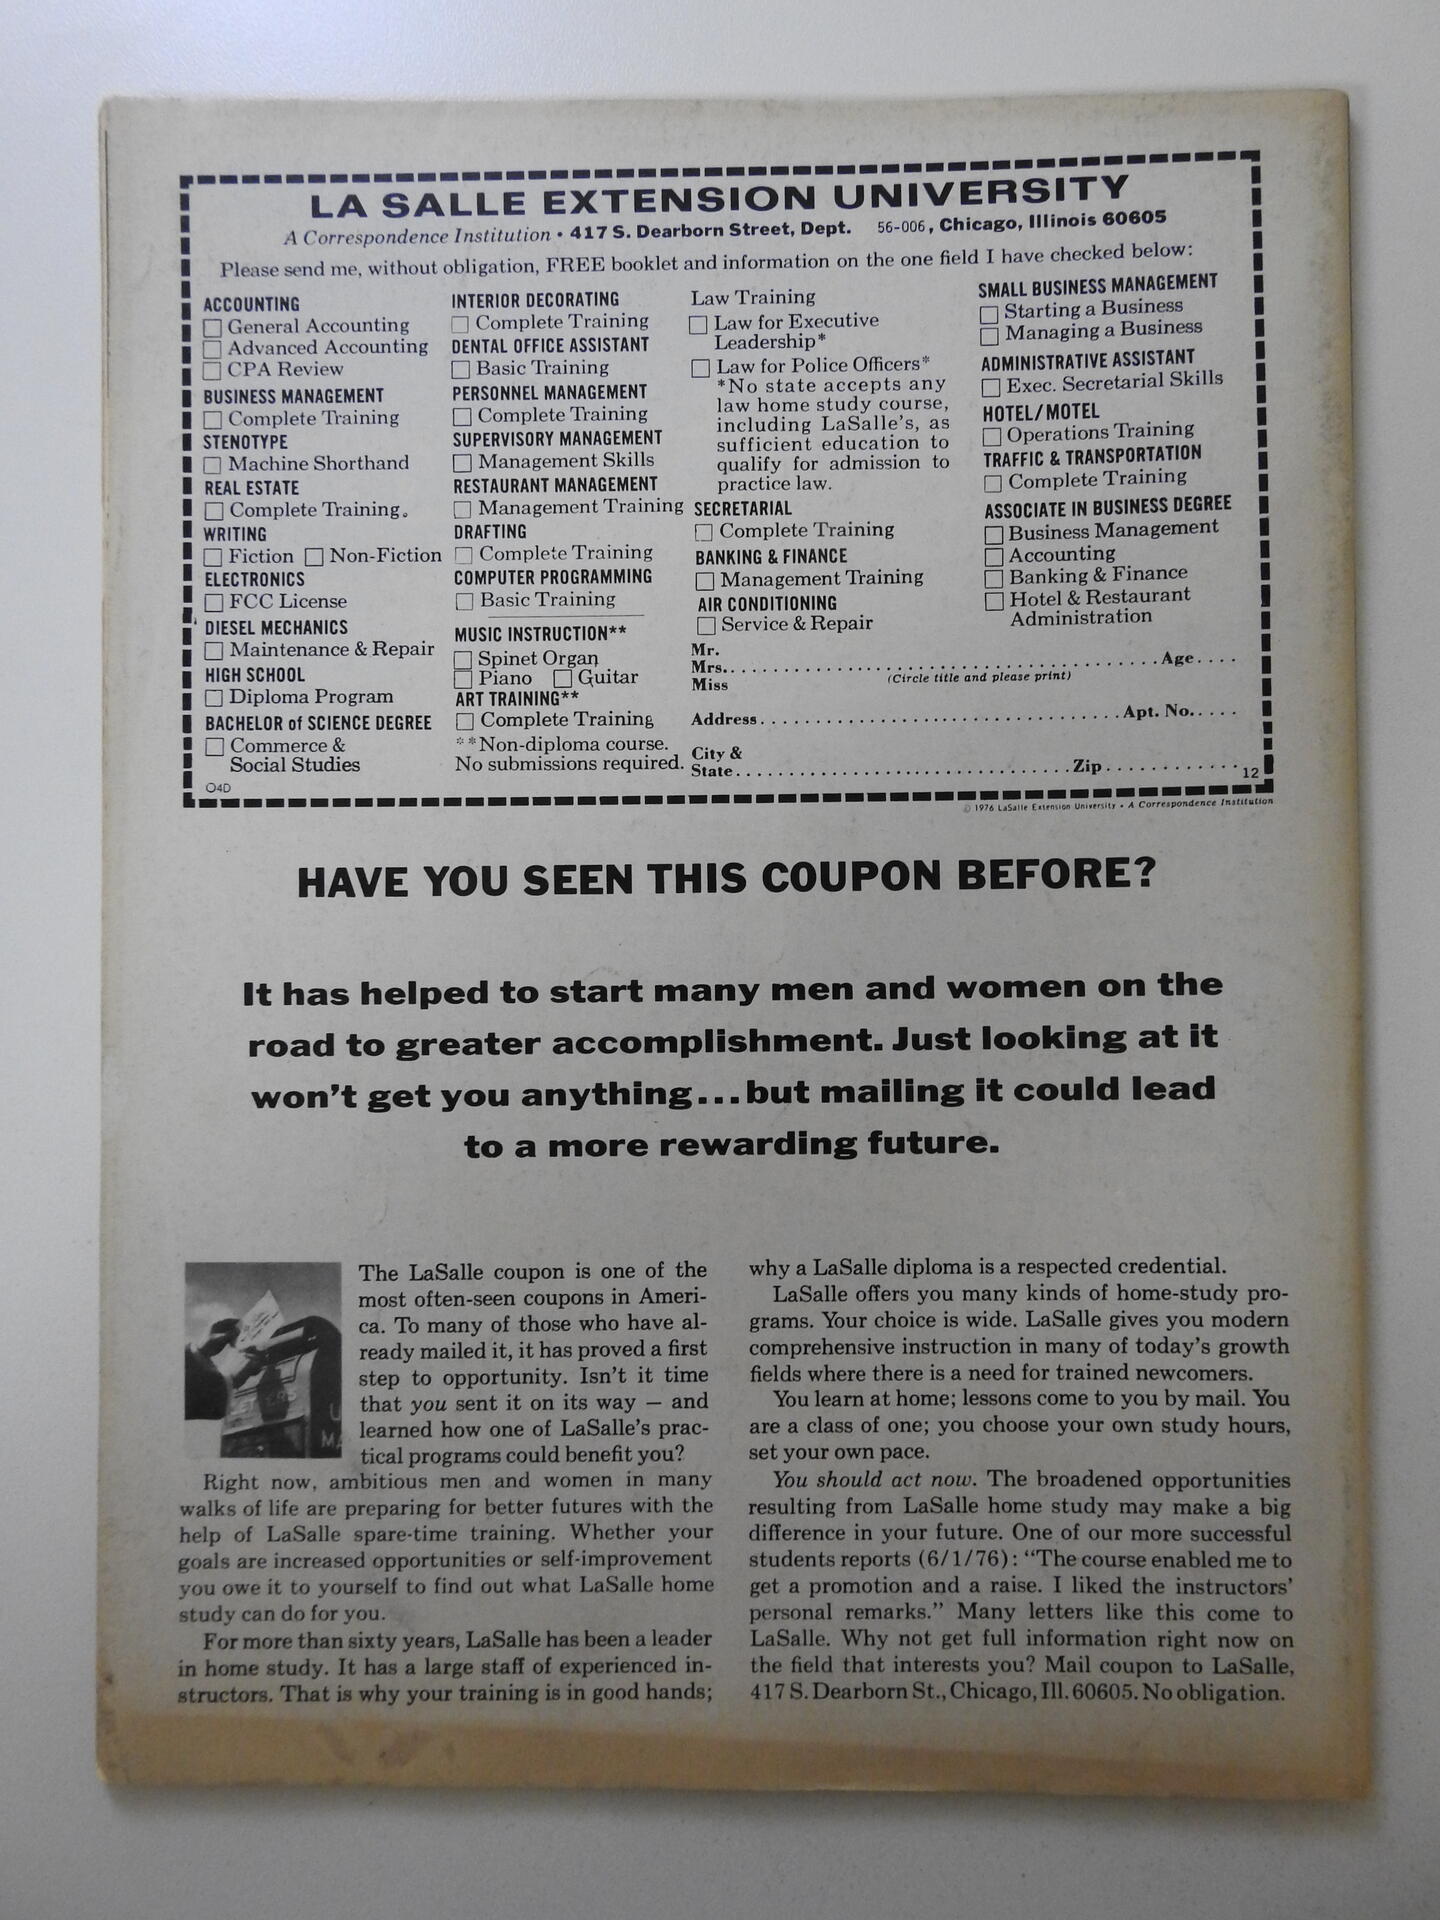 LA SALLE EXTENSION UNIVERSITY
A Correspondence Institution • 417 S. Dearborn Street, Dept. 56-006, Chicago, Illinois 60605
Please send me, without obligation, FREE booklet and information on the one field I have checked below:
ACCOUNTING
General Accounting
Advanced Accounting
CPA Review
BUSINESS MANAGEMENT
Complete Training
STENOTYPE
Machine Shorthand
REAL ESTATE
Complete Training.
WRITING
Fiction Non-Fiction
ELECTRONICS
FCC License
DIESEL MECHANICS
Maintenance & Repair
HIGH SCHOOL
Diploma Program
BACHELOR of SCIENCE DEGREE
Commerce &
Social Studies
O4D
INTERIOR DECORATING
Complete Training
DENTAL OFFICE ASSISTANT
Basic Training
PERSONNEL MANAGEMENT
Complete Training
SUPERVISORY MANAGEMENT
Management Skills
RESTAURANT MANAGEMENT
Management Training
DRAFTING
Complete Training
COMPUTER PROGRAMMING
Basic Training
MUSIC INSTRUCTION**
Spinet Organ
Piano Guitar
ART TRAINING**
Complete Training
**Non-diploma course.
No submissions required.
Law Training
Law for Executive
Leadership*
Law for Police Officers*
*No state accepts any
law home study course,
including LaSalle's, as
sufficient education to
qualify for admission to
practice law.
SECRETARIAL
Complete Training
BANKING & FINANCE
Management Training
AIR CONDITIONING
Service & Repair
SMALL BUSINESS MANAGEMENT
Starting a Business
Managing a Business
ADMINISTRATIVE ASSISTANT
Exec. Secretarial Skills
HOTEL/MOTEL
Operations Training
TRAFFIC & TRANSPORTATION
Complete Training
ASSOCIATE IN BUSINESS DEGREE
Business Management
Accounting
Banking & Finance
Hotel & Restaurant
Administration
Mr.
Mrs. Age
(Circle title and please print)
Miss
Address Apt. No.
City &
State Zip 12
© 1976 LaSalle Extension University • A Correspondence Institution
HAVE YOU SEEN THIS COUPON BEFORE?
It has helped to start many men and women on the
road to greater accomplishment. Just looking at it
won't get you anything...but mailing it could lead
to a more rewarding future.
The LaSalle coupon is one of the
most often-seen coupons in Ameri-
ca. To many of those who have al-
ready mailed it, it has proved a first
step to opportunity. Isn't it time
that you sent it on its way — and
learned how one of LaSalle's prac-
tical programs could benefit you?
Right now, ambitious men and women in many
walks of life are preparing for better futures with the
help of LaSalle spare-time training. Whether your
goals are increased opportunities or self-improvement
you owe it to yourself to find out what LaSalle home
study can do for you.
For more than sixty years, LaSalle has been a leader
in home study. It has a large staff of experienced in-
structors. That is why your training is in good hands;
why a LaSalle diploma is a respected credential.
LaSalle offers you many kinds of home-study pro-
grams. Your choice is wide. LaSalle gives you modern
comprehensive instruction in many of today's growth
fields where there is a need for trained newcomers.
You learn at home; lessons come to you by mail. You
are a class of one; you choose your own study hours,
set your own pace.
You should act now. The broadened opportunities
resulting from LaSalle home study may make a big
difference in your future. One of our more successful
students reports (6/1/76): "The course enabled me to
get a promotion and a raise. I liked the instructors'
personal remarks." Many letters like this come to
LaSalle. Why not get full information right now on
the field that interests you? Mail coupon to LaSalle,
417 S. Dearborn St., Chicago, Ill. 60605. No obligation.